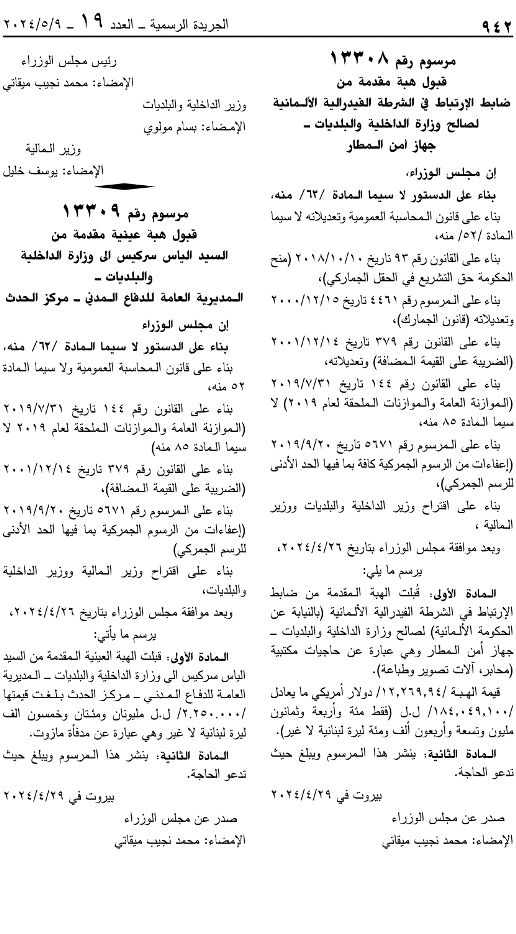 ٩٤٢
الجريدة الرسمية ــ العدد ١٩ ــ ٢٠٢٤/٥/٩
مرسوم رقم ١٣٣٠٨
قبول هبة مقدمة من
ضابط الإرتباط في الشرطة الفيدرالية الألمانية
لصالح وزارة الداخلية والبلديات ــ
جهاز أمن المطار
إن مجلس الوزراء،
بناء على الدستور لا سيما المادة /٦٢/ منه،
بناء على قانون المحاسبة العمومية وتعديلاته لا سيما
المادة /٥٢/ منه،
بناء على القانون رقم ٩٣ تاريخ ٢٠١٨/١٠/١٠ (منح
الحكومة حق التشريع في الحقل الجماركي)،
بناء على المرسوم رقم ٤٤٦١ تاريخ ٢٠٠٠/١٢/١٥
وتعديلاته (قانون الجمارك)،
بناء على القانون رقم ٣٧٩ تاريخ ٢٠٠١/١٢/١٤
(الضريبة على القيمة المضافة) وتعديلاته،
بناء على القانون رقم ١٤٤ تاريخ ٢٠١٩/٧/٣١
(الموازنة العامة والموازنات الملحقة لعام ٢٠١٩) لا
سيما المادة ٨٥ منه،
بناء على المرسوم رقم ٥٦٧١ تاريخ ٢٠١٩/٩/٢٠
(إعفاءات من الرسوم الجمركية كافة بما فيها الحد الأدنى
للرسم الجمركي)،
بناء على اقتراح وزير الداخلية والبلديات ووزير
المالية ،
وبعد موافقة مجلس الوزراء بتاريخ ٢٠٢٤/٤/٢٦،
يرسم ما يلي:
المادة الأولى: قُبلت الهبة المقدمة من ضابط
الإرتباط في الشرطة الفيدرالية الألمانية (بالنيابة عن
الحكومة الألمانية) لصالح وزارة الداخلية والبلديات ــ
جهاز أمن المطار وهي عبارة عن حاجيات مكتبية
(محابر، آلات تصوير وطباعة).
قيمة الهبة /١٢,٢٦٩,٩٤/ دولار أمريكي ما يعادل
/١٨٤,٠٤٩,١٠٠/ ل.ل (فقط مئة وأربعة وثمانون
مليون وتسعة وأربعون ألف ومئة ليرة لبنانية لا غير).
المادة الثانية: ينشر هذا المرسوم ويبلغ حيث
تدعو الحاجة.
بيروت في ٢٠٢٤/٤/٢٩
صدر عن مجلس الوزراء
الإمضاء: محمد نجيب ميقاتي
رئيس مجلس الوزراء
الإمضاء: محمد نجيب ميقاتي
وزير الداخلية والبلديات
الإمضاء: بسام مولوي
وزير المالية
الإمضاء: يوسف خليل
مرسوم رقم ١٣٣٠٩
قبول هبة عينية مقدمة من
السيد الياس سركيس الى وزارة الداخلية
والبلديات ــ
المديرية العامة للدفاع المدني ــ مركز الحدث
إن مجلس الوزراء
بناء على الدستور لا سيما المادة /٦٢/ منه،
بناء على قانون المحاسبة العمومية ولا سيما المادة
٥٢ منه،
بناء على القانون رقم ١٤٤ تاريخ ٢٠١٩/٧/٣١
(الموازنة العامة والموازنات الملحقة لعام ٢٠١٩ لا
سيما المادة ٨٥ منه)
بناء على القانون رقم ٣٧٩ تاريخ ٢٠٠١/١٢/١٤
(الضريبة على القيمة المضافة)،
بناء على المرسوم رقم ٥٦٧١ تاريخ ٢٠١٩/٩/٢٠
(إعفاءات من الرسوم الجمركية بما فيها الحد الأدنى
للرسم الجمركي)
بناء على اقتراح وزير المالية ووزير الداخلية
والبلديات،
وبعد موافقة مجلس الوزراء بتاريخ ٢٠٢٤/٤/٢٦،
يرسم ما يأتي:
المادة الأولى: قبلت الهبة العينية المقدمة من السيد
الياس سركيس الى وزارة الداخلية والبلديات ــ المديرية
العامة للدفاع المدني ــ مركز الحدث بلغت قيمتها
/٢.٢٥٠.٠٠٠/ ل.ل مليونان ومئتان وخمسون الف
ليرة لبنانية لا غير وهي عبارة عن مدفأة مازوت.
المادة الثانية: ينشر هذا المرسوم ويبلغ حيث
تدعو الحاجة.
بيروت في ٢٠٢٤/٤/٢٩
صدر عن مجلس الوزراء
الإمضاء: محمد نجيب ميقاتي